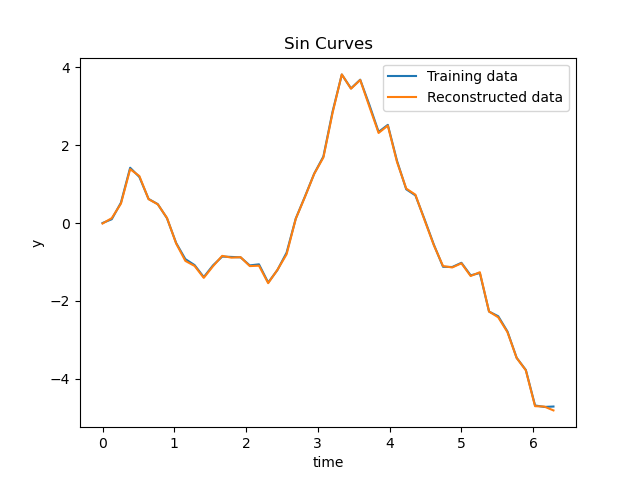 Sin Curves
Training data
Reconstructed data
4
2
0
−2
−4
y
0 1 2 3 4 5 6
time